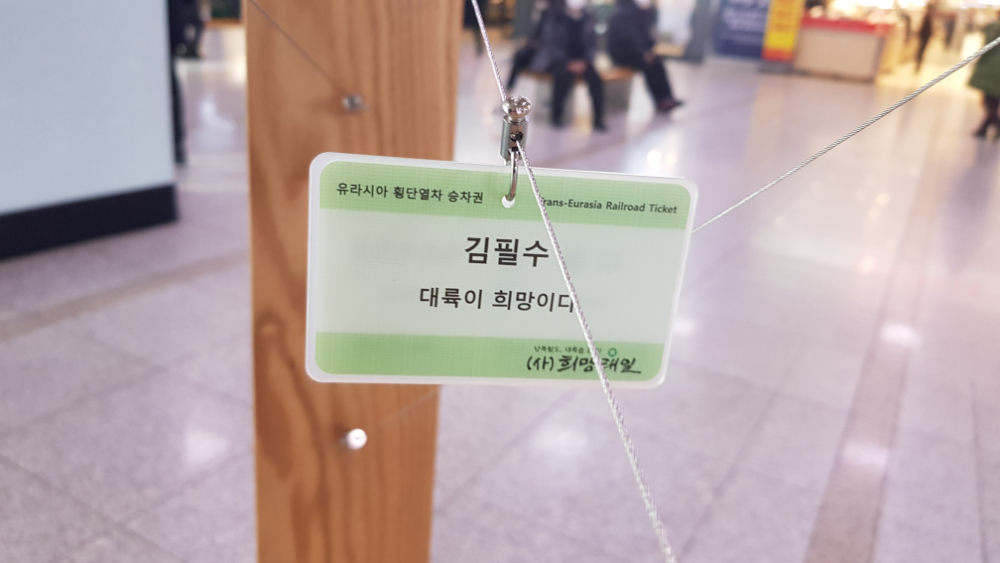 유라시아 횡단열차 승차권
Trans-Eurasia Railroad Ticket
김필수
대륙이 희망이다
(사)희망래일